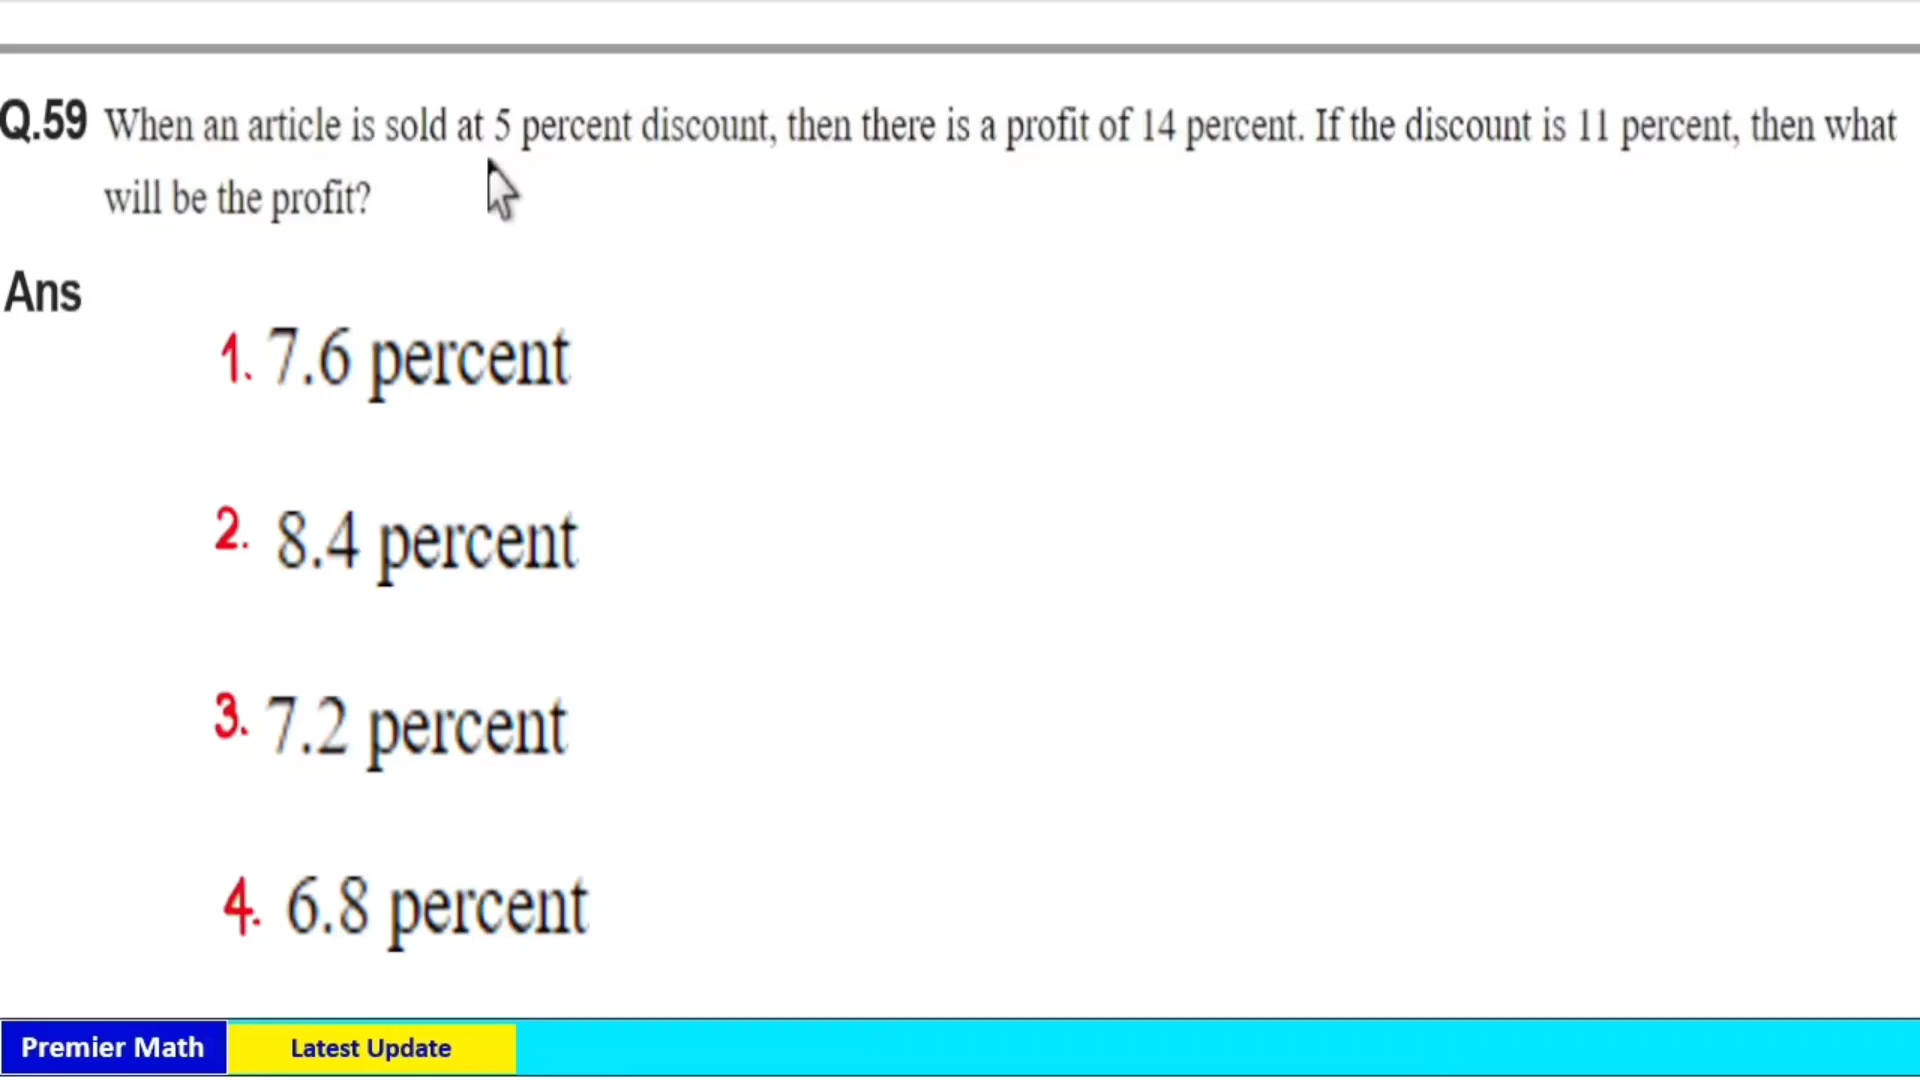 Q.59 When an article is sold at 5 percent discount, then there is a profit of 14 percent. If the discount is 11 percent, then what
will be the profit?
Ans
1. 7.6 percent
2. 8.4 percent
3. 7.2 percent
4. 6.8 percent
Premier Math Latest Update